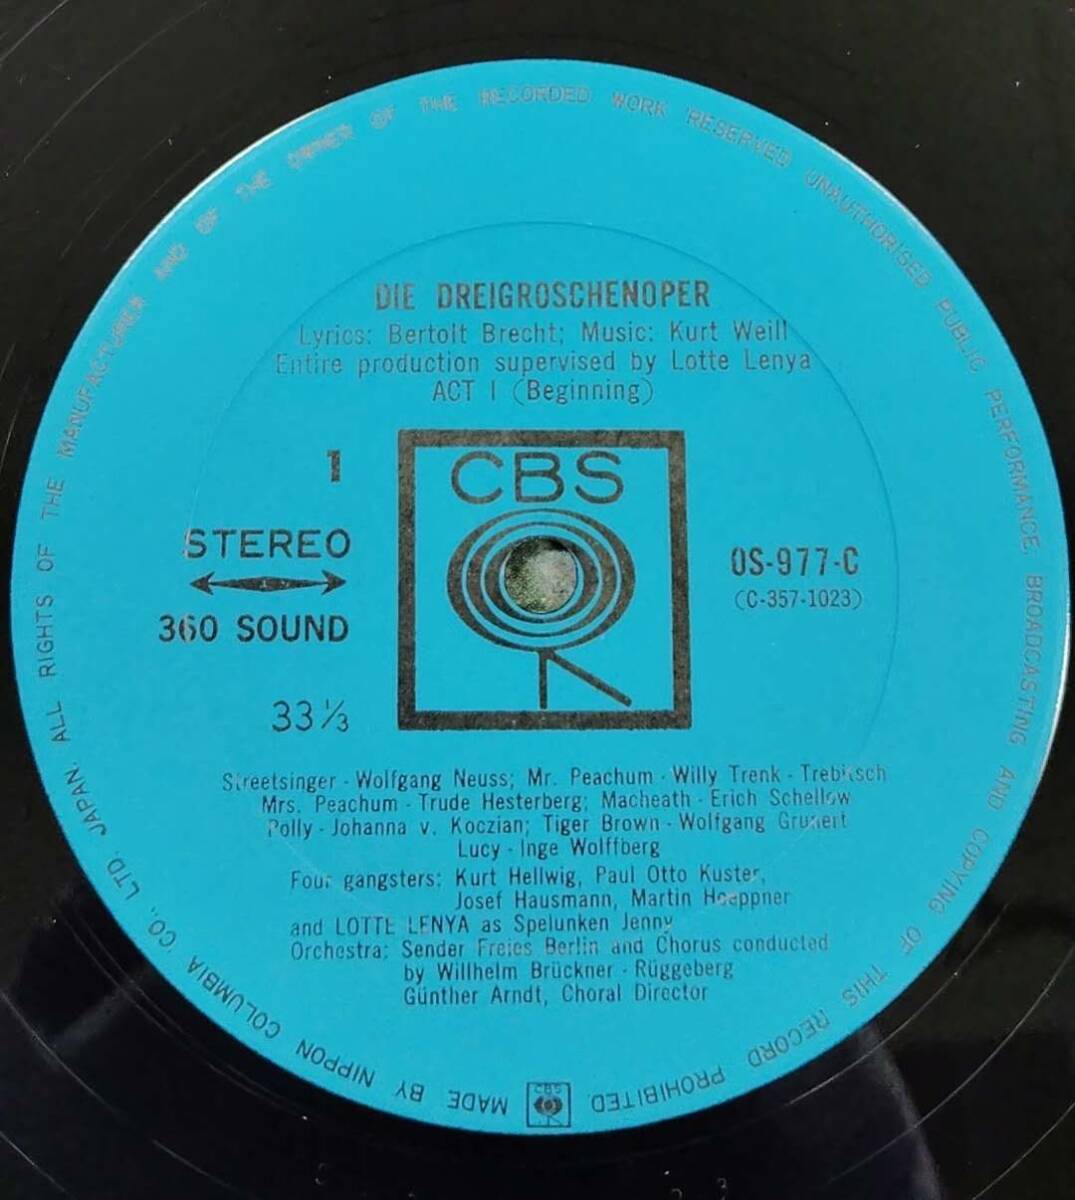 DIE DREIGROSCHENOPER
Lyrics: Bertolt Brecht; Music: Kurt Weill
Entire production supervised by Lotte Lenya
ACT I (Beginning)
1
CBS
STEREO
360 SOUND
33 1/3
OS-977-C
(C-357-1023)
Streetsinger · Wolfgang Neuss; Mr. Peachum · Willy Trenk · Trebitsch
Mrs. Peachum · Trude Hesterberg; Macheath · Erich Schellow
Polly · Johanna v. Koczian; Tiger Brown · Wolfgang Grunert
Lucy · Inge Wolffberg
Four gangsters: Kurt Hellwig, Paul Otto Kuster,
Josef Hausmann, Martin Hoeppner
and LOTTE LENYA as Spelunken Jenny
Orchestra: Sender Freies Berlin and Chorus conducted
by Willhelm Brückner · Rüggeberg
Günther Arndt, Choral Director
MADE BY NIPPON COLUMBIA CO., LTD. JAPAN. ALL RIGHTS OF THE MANUFACTURER AND OF THE OWNER OF THE RECORDED WORK RESERVED UNAUTHORISED PUBLIC PERFORMANCE. BROADCASTING AND COPYING OF THIS RECORD PROHIBITED.
CBS